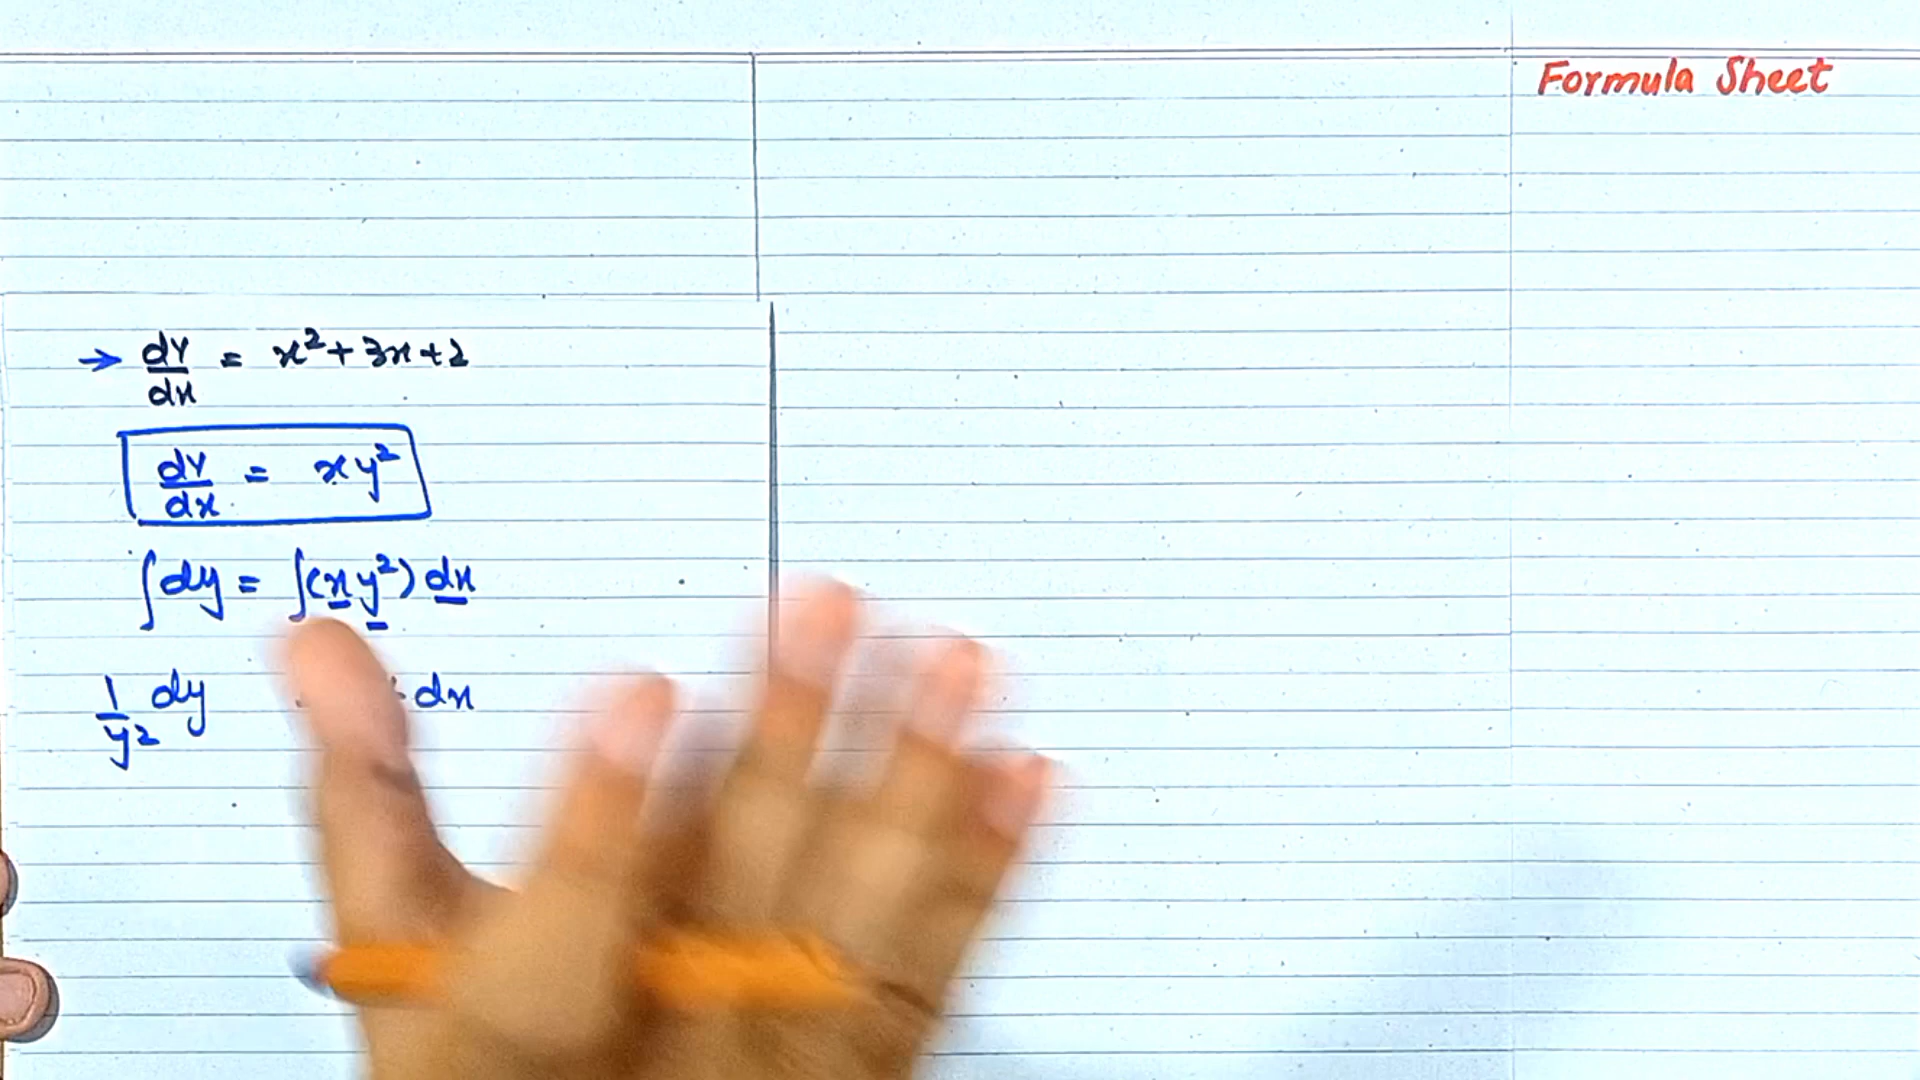 Formula Sheet
→ dy/dx = x²+3x+2
dy/dx = xy²
∫dy = ∫(xy²) dx
1/y² dy dx